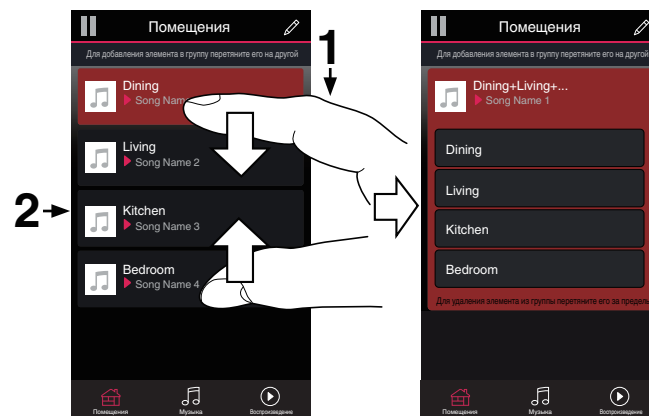 Помещения
Для добавления элемента в группу перетяните его на другой
Dining
Song Nam
Living
Song Name 2
Kitchen
Song Name 3
Bedroom
Song Name 4
Помещения Музыка Воспроизведение
1
2
Помещения
Для добавления элемента в группу перетяните его на другой
Dining+Living+...
Song Name 1
Dining
Living
Kitchen
Bedroom
Для удаления элемента из группы перетяните его за предель
Помещения Музыка Воспроизведение